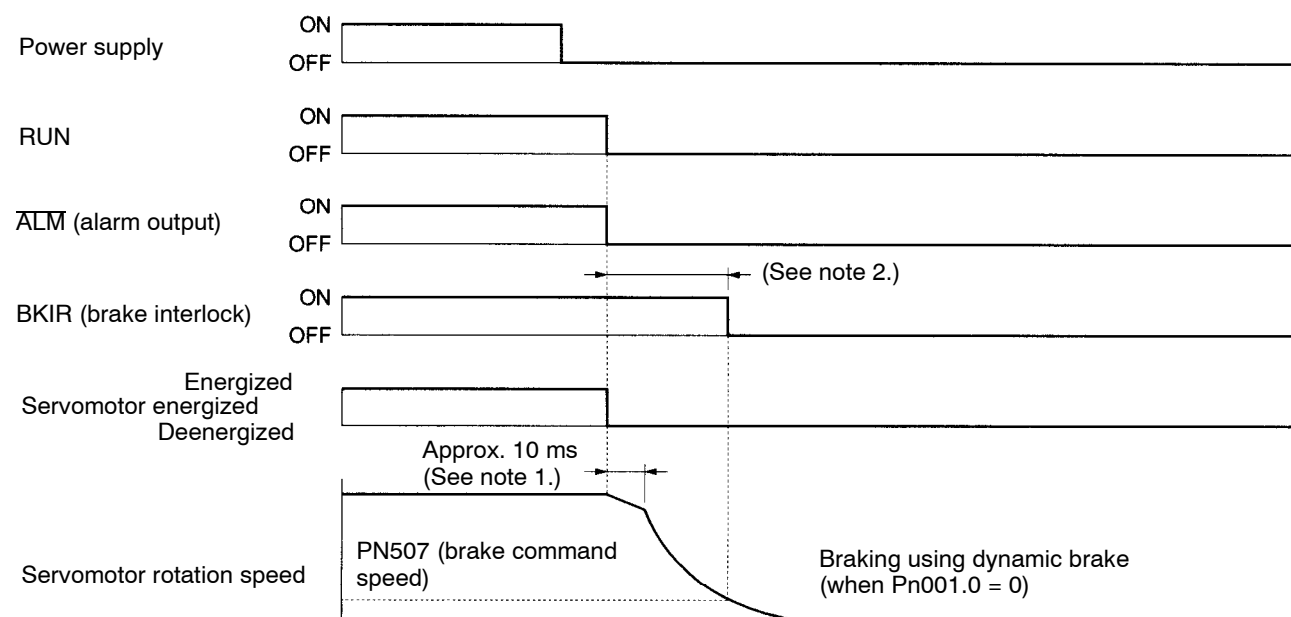 ON
Power supply
OFF
ON
RUN
OFF
ON
ALM (alarm output)
OFF
(See note 2.)
ON
BKIR (brake interlock)
OFF
Energized
Servomotor energized
Deenergized
Approx. 10 ms
(See note 1.)
PN507 (brake command
speed)
Servomotor rotation speed
Braking using dynamic brake
(when Pn001.0 = 0)